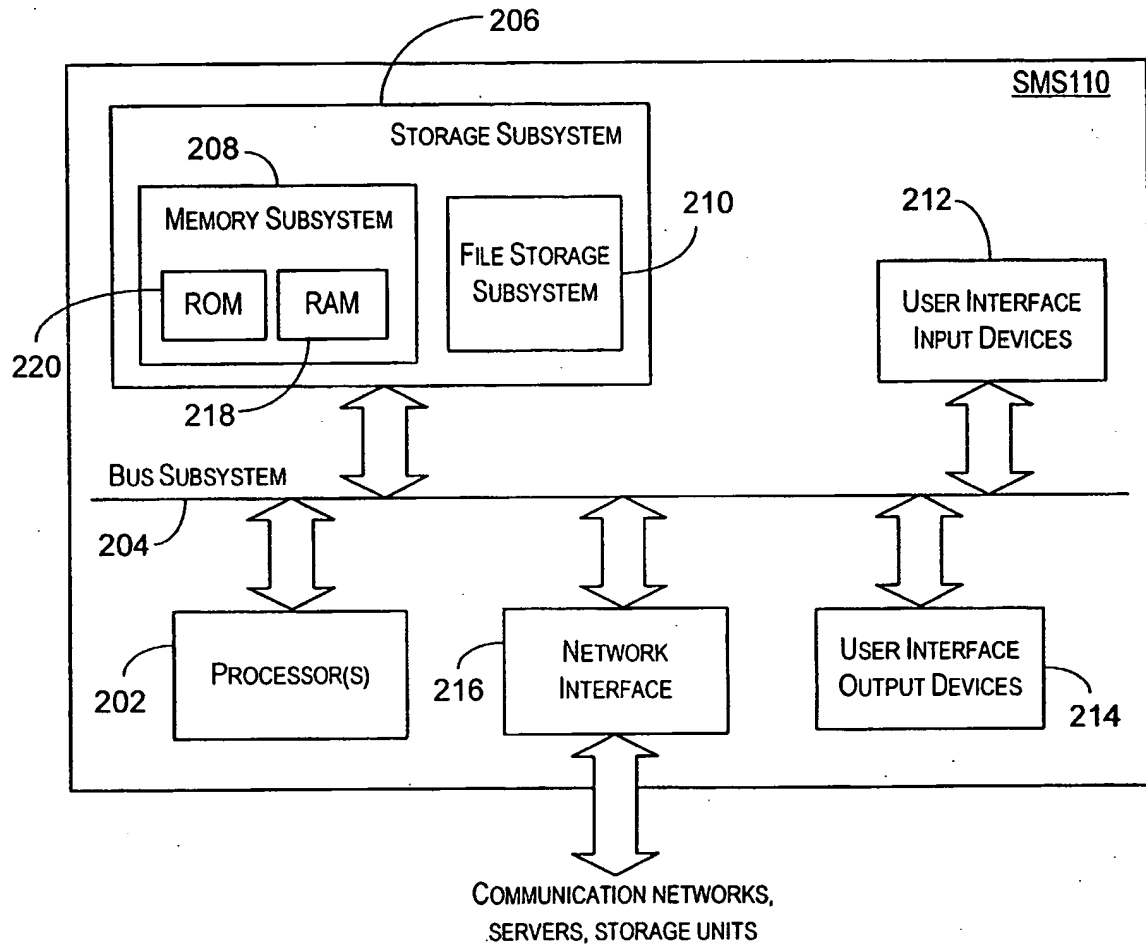 206
SMS110
STORAGE SUBSYSTEM
208
MEMORY SUBSYSTEM
210
212
FILE STORAGE
SUBSYSTEM
ROM
RAM
USER INTERFACE
INPUT DEVICES
220
218
BUS SUBSYSTEM
204
PROCESSOR(S)
202
NETWORK
INTERFACE
216
USER INTERFACE
OUTPUT DEVICES
214
COMMUNICATION NETWORKS,
SERVERS, STORAGE UNITS